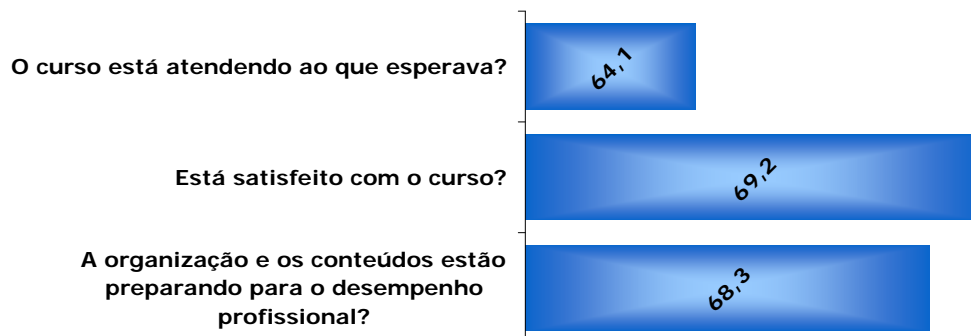 O curso está atendendo ao que esperava?
64,1
Está satisfeito com o curso?
69,2
A organização e os conteúdos estão
preparando para o desempenho
profissional?
68,3